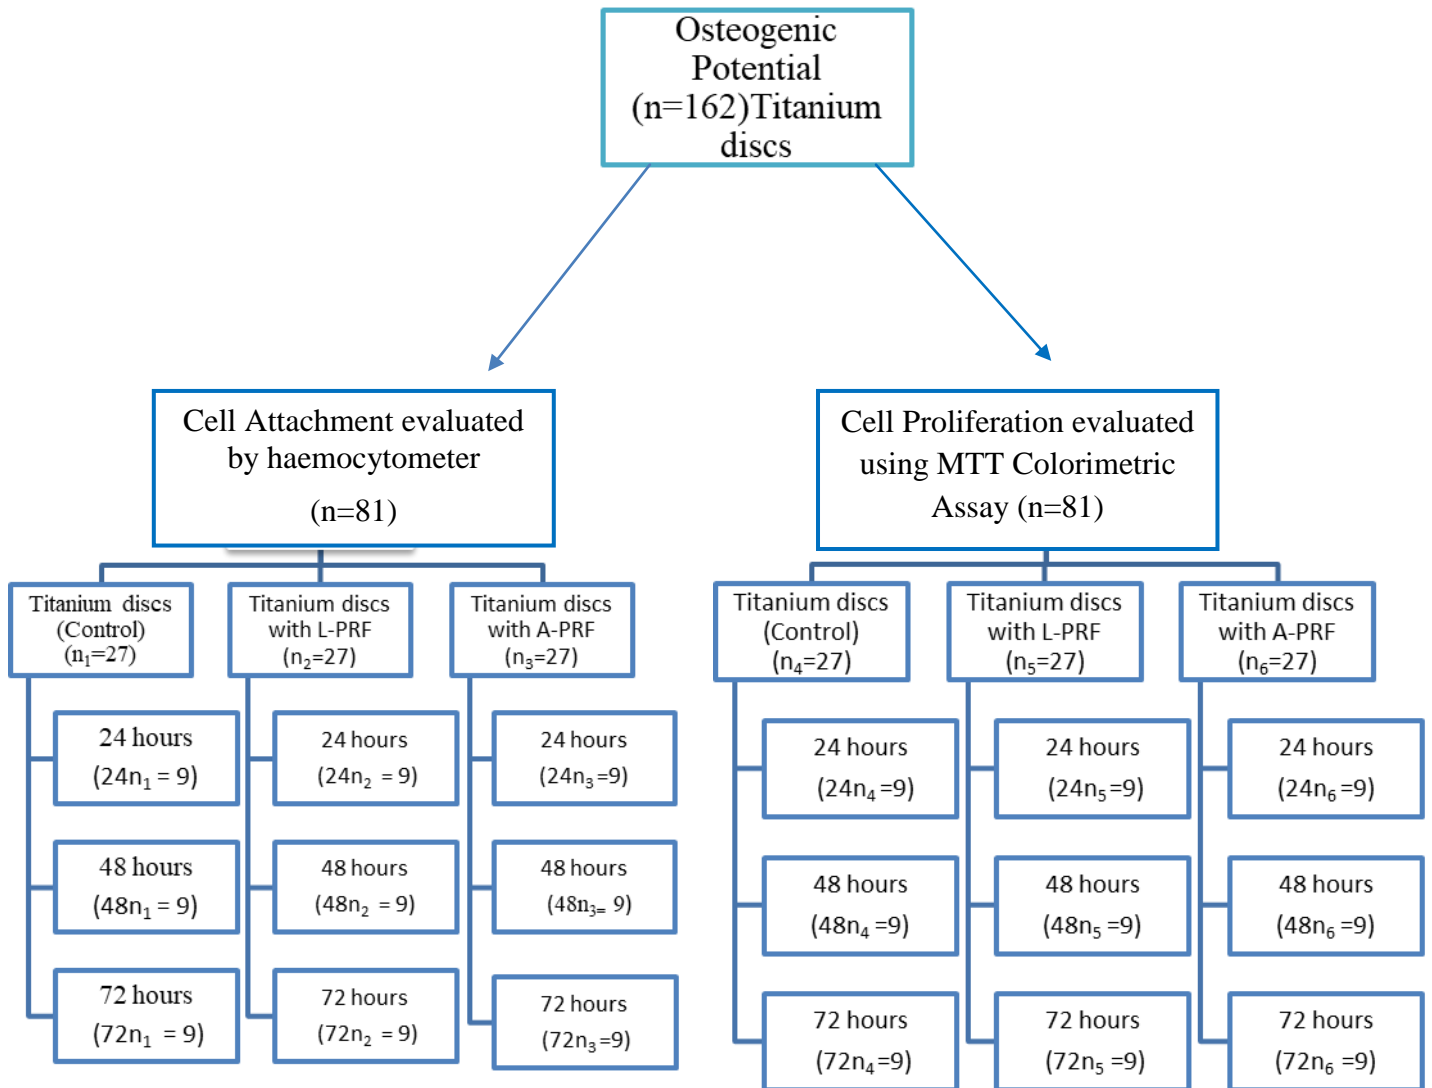 Osteogenic
Potential
(n=162)Titanium
discs
Cell Attachment evaluated
by haemocytometer
(n=81)
Cell Proliferation evaluated
using MTT Colorimetric
Assay (n=81)
Titanium discs
(Control)
(n₁=27)
Titanium discs
with L-PRF
(n₂=27)
Titanium discs
with A-PRF
(n₃=27)
Titanium discs
(Control)
(n₄=27)
Titanium discs
with L-PRF
(n₅=27)
Titanium discs
with A-PRF
(n₆=27)
24 hours
(24n₁ = 9)
24 hours
(24n₂ = 9)
24 hours
(24n₃=9)
24 hours
(24n₄=9)
24 hours
(24n₅=9)
24 hours
(24n₆=9)
48 hours
(48n₁ = 9)
48 hours
(48n₂ = 9)
48 hours
(48n₃₌ 9)
48 hours
(48n₄=9)
48 hours
(48n₅=9)
48 hours
(48n₆=9)
72 hours
(72n₁ = 9)
72 hours
(72n₂ = 9)
72 hours
(72n₃=9)
72 hours
(72n₄=9)
72 hours
(72n₅=9)
72 hours
(72n₆=9)